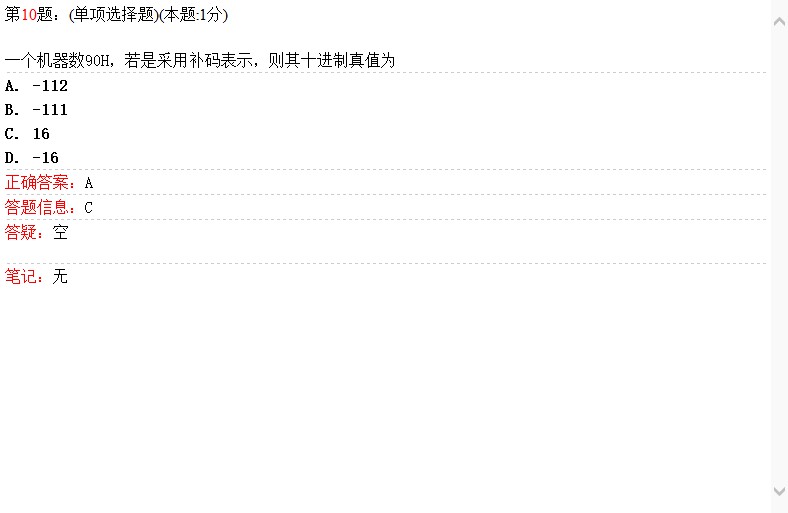 第10题：(单项选择题)(本题:1分)
一个机器数90H，若是采用补码表示，则其十进制真值为
A. -112
B. -111
C. 16
D. -16
正确答案：A
答题信息：C
答疑：空
笔记：无